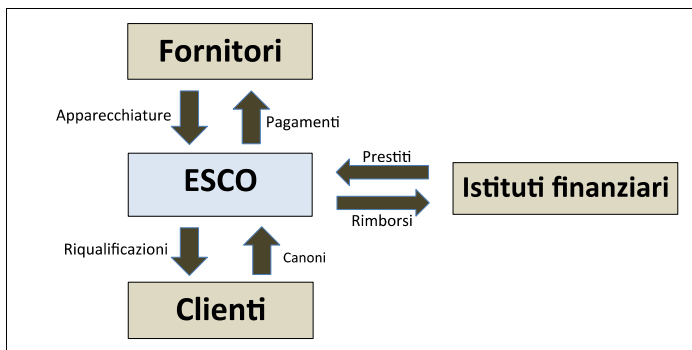 Fornitori
Apparecchiature
Pagamenti
ESCO
Prestiti
Istituti finanziari
Rimborsi
Riqualificazioni
Canoni
Clienti